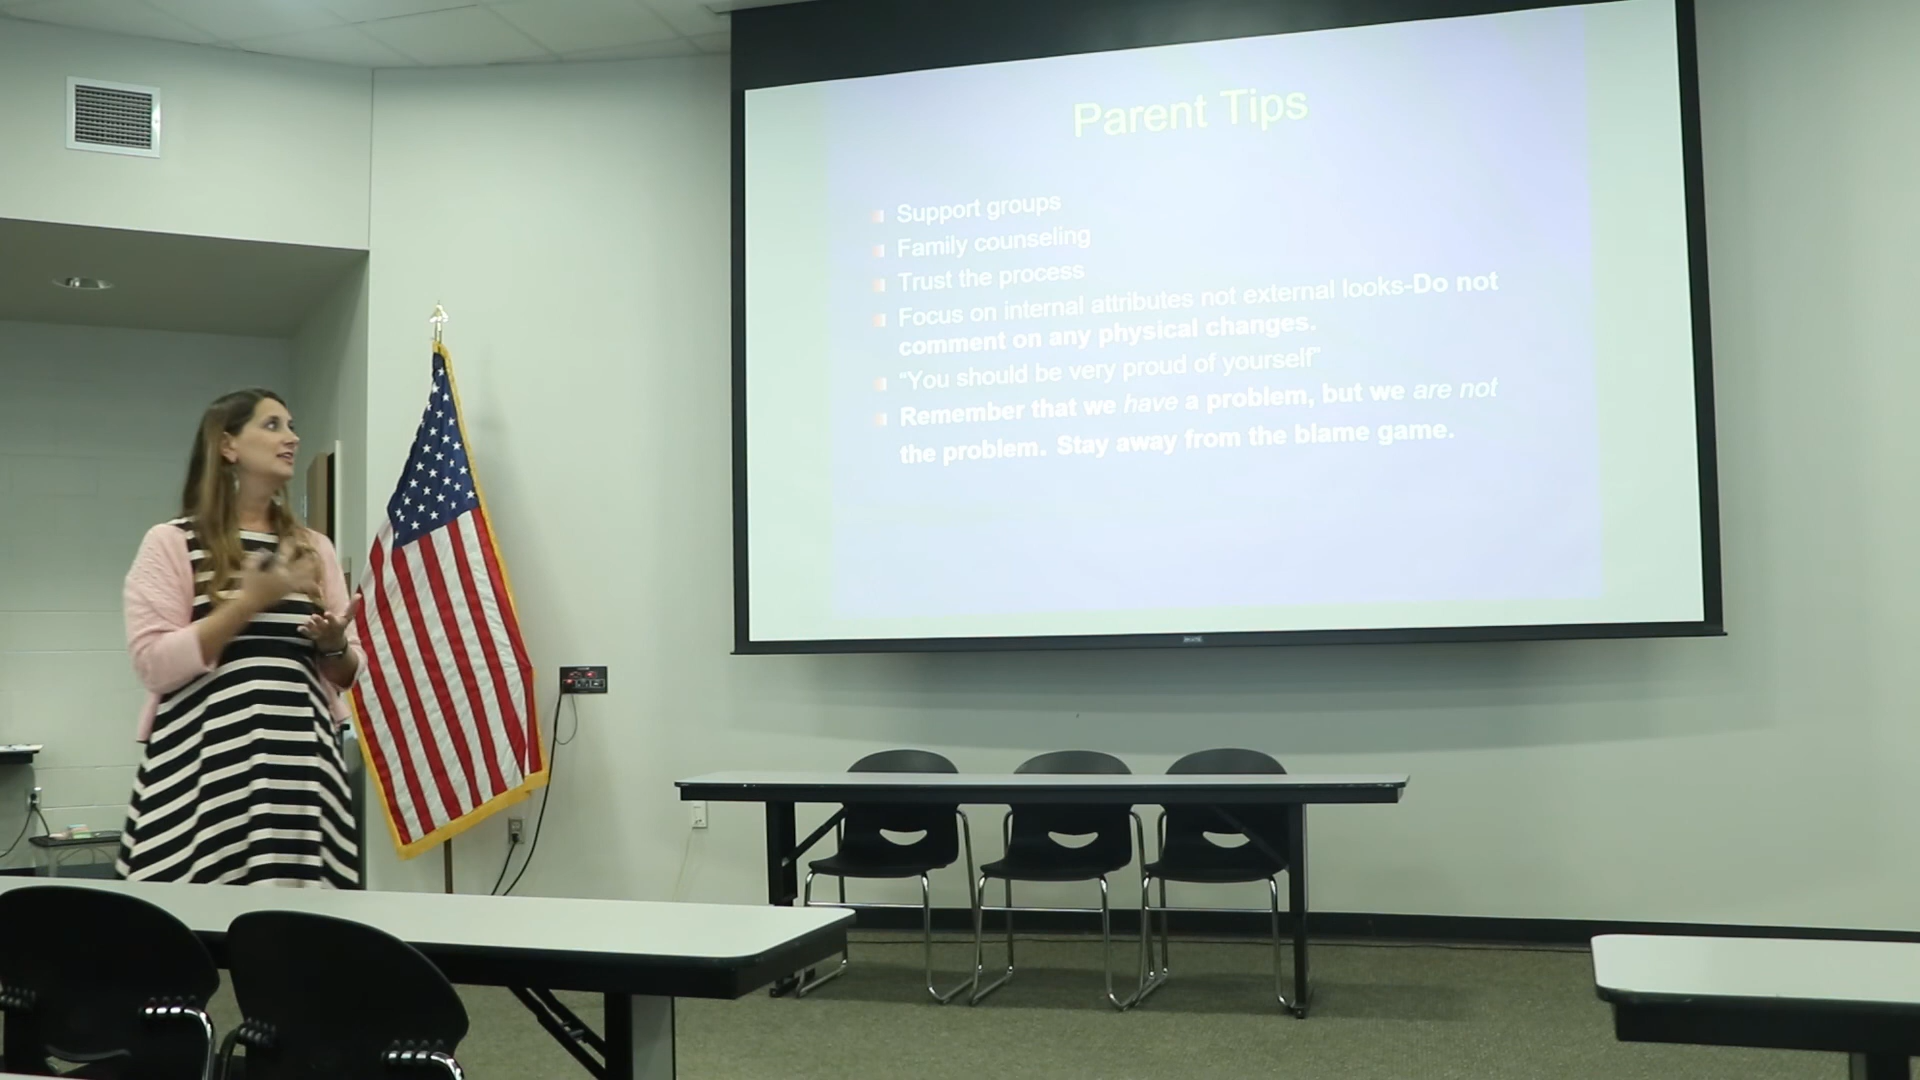 Parent Tips
Support groups
Family counseling
Trust the process
Focus on internal attributes not external looks-Do not
comment on any physical changes.
"You should be very proud of yourself"
Remember that we have a problem, but we are not
the problem. Stay away from the blame game.